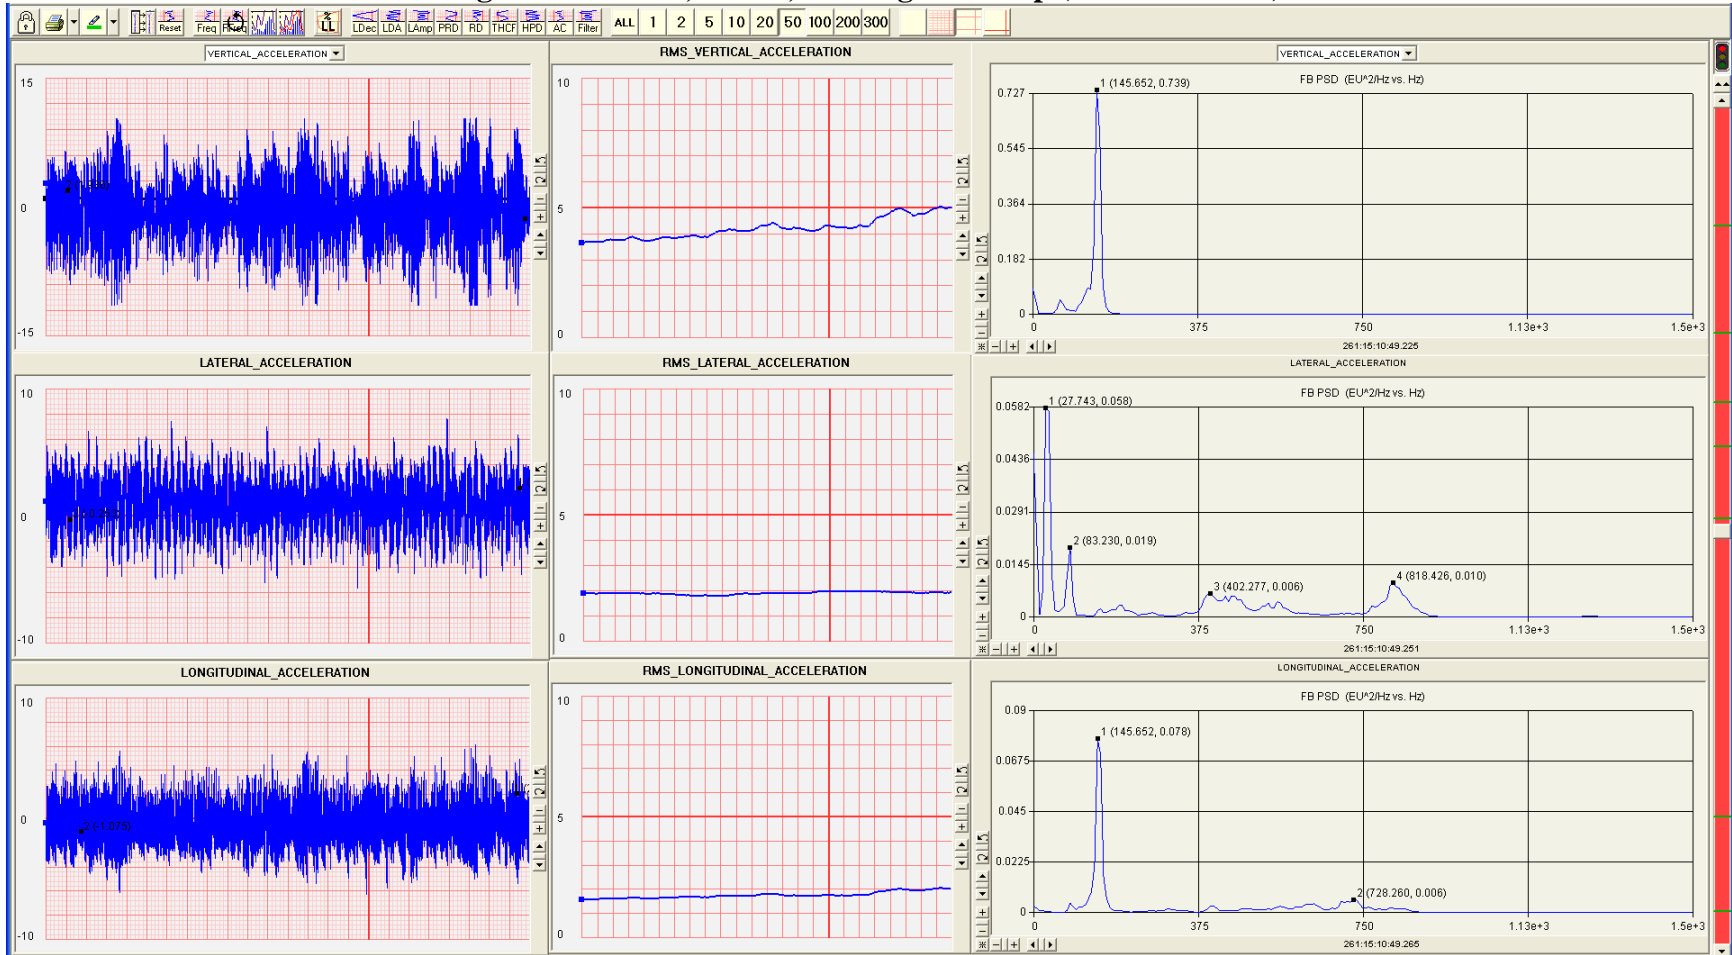 Reset Freq LL LDec LDA LAmp PRD RD THCF HPD AC Filter ALL 1 2 5 10 20 50 100 200 300
VERTICAL_ACCELERATION
15
0
-15
RMS_VERTICAL_ACCELERATION
10
5
0
VERTICAL_ACCELERATION
FB PSD (EU^2/Hz vs. Hz)
1 (145.652, 0.739)
0.727
0.545
0.364
0.182
0
0 375 750 1.13e+3 1.5e+3
261:15:10:49.225
LATERAL_ACCELERATION
10
0
-10
RMS_LATERAL_ACCELERATION
10
5
0
LATERAL_ACCELERATION
FB PSD (EU^2/Hz vs. Hz)
1 (27.743, 0.058)
2 (83.230, 0.019)
3 (402.277, 0.006)
4 (818.426, 0.010)
0.0582
0.0436
0.0291
0.0145
0
0 375 750 1.13e+3 1.5e+3
261:15:10:49.251
LONGITUDINAL_ACCELERATION
10
0
2 (-1.075)
-10
RMS_LONGITUDINAL_ACCELERATION
10
5
0
LONGITUDINAL_ACCELERATION
FB PSD (EU^2/Hz vs. Hz)
1 (145.652, 0.078)
2 (728.260, 0.006)
0.09
0.0675
0.045
0.0225
0
0 375 750 1.13e+3 1.5e+3
261:15:10:49.265